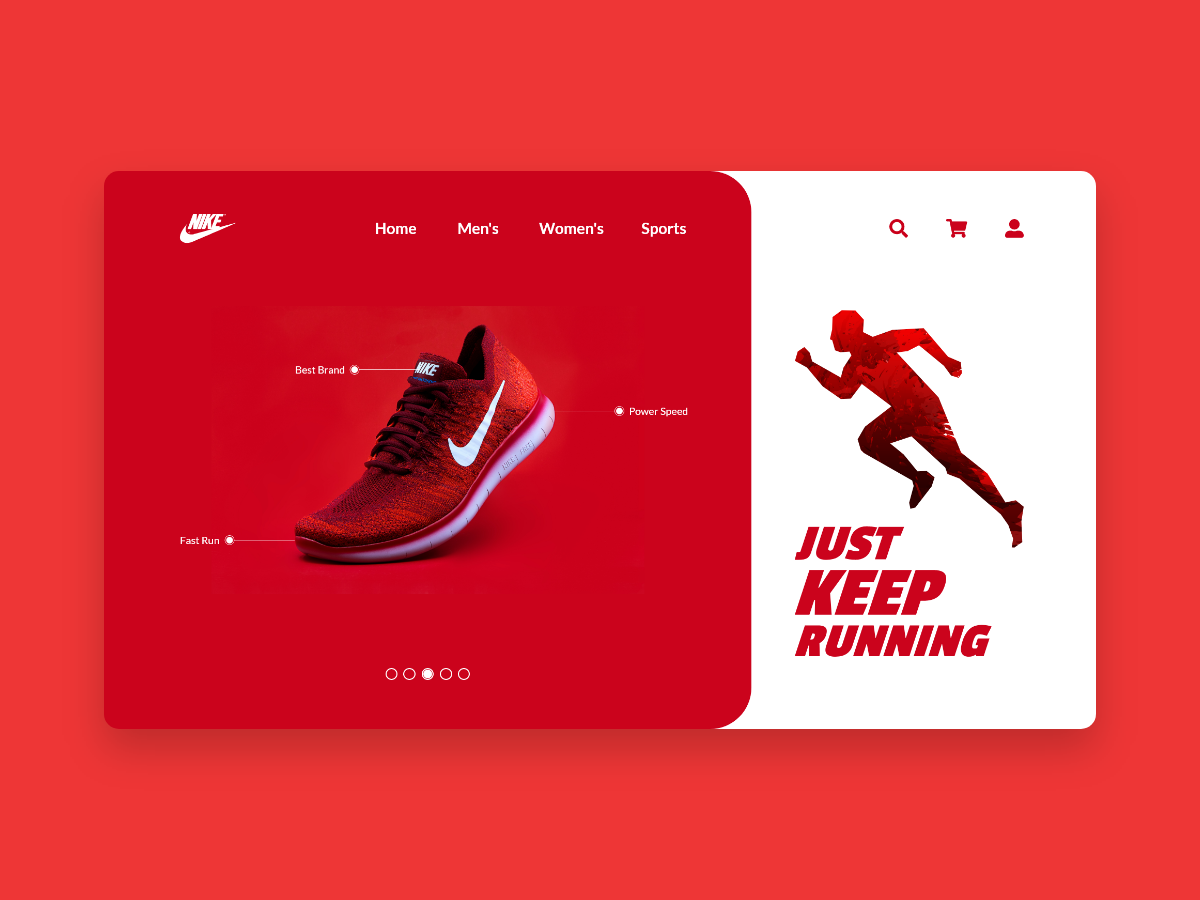 NIKE
Home Men's Women's Sports
Best Brand
NIKE
Power Speed
Fast Run
JUST
KEEP
RUNNING